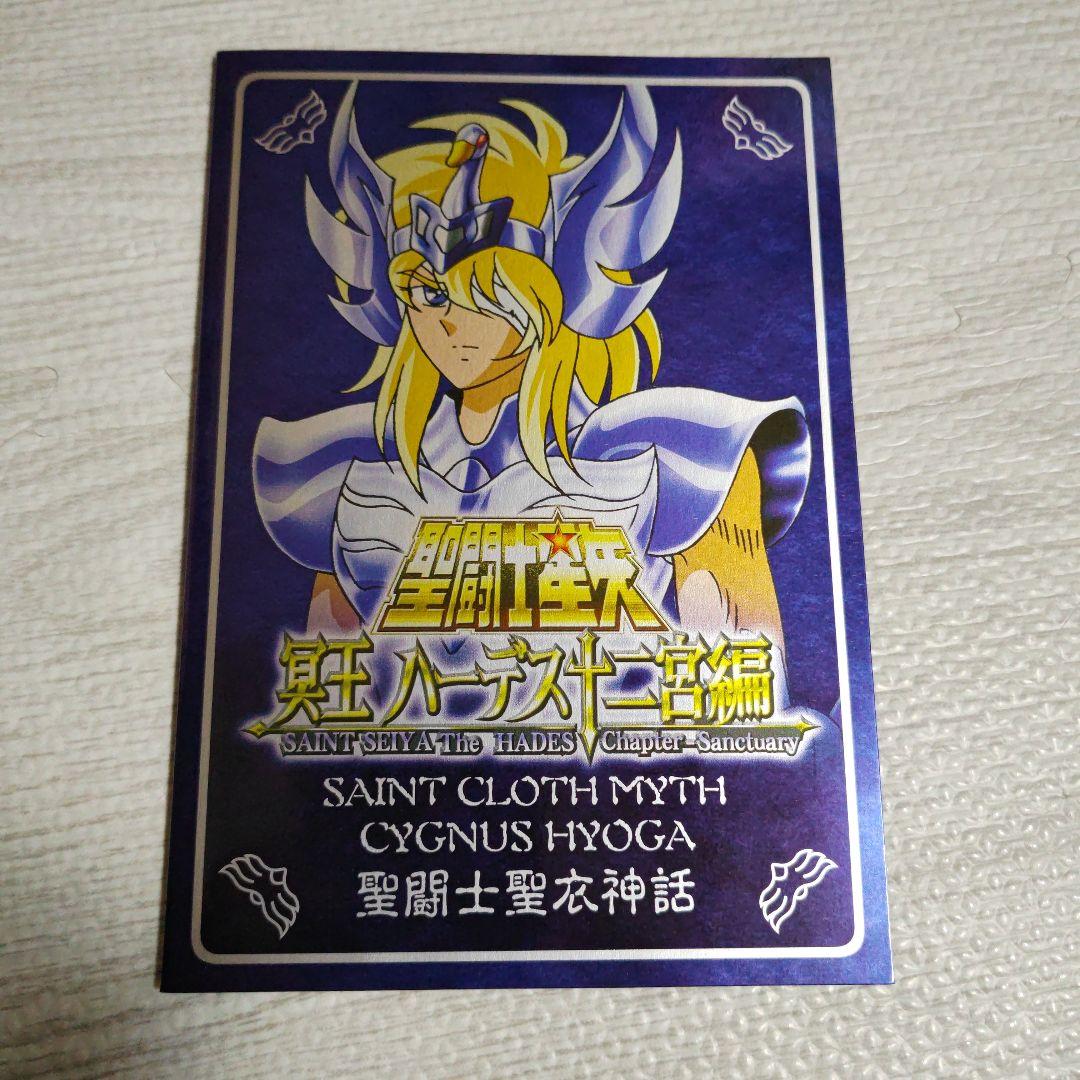 聖闘士星矢
冥王 ハーデス十二宮編
SAINT SEIYA The HADES Chapter-Sanctuary
SAINT CLOTH MYTH
CYGNUS HYOGA
聖闘士聖衣神話